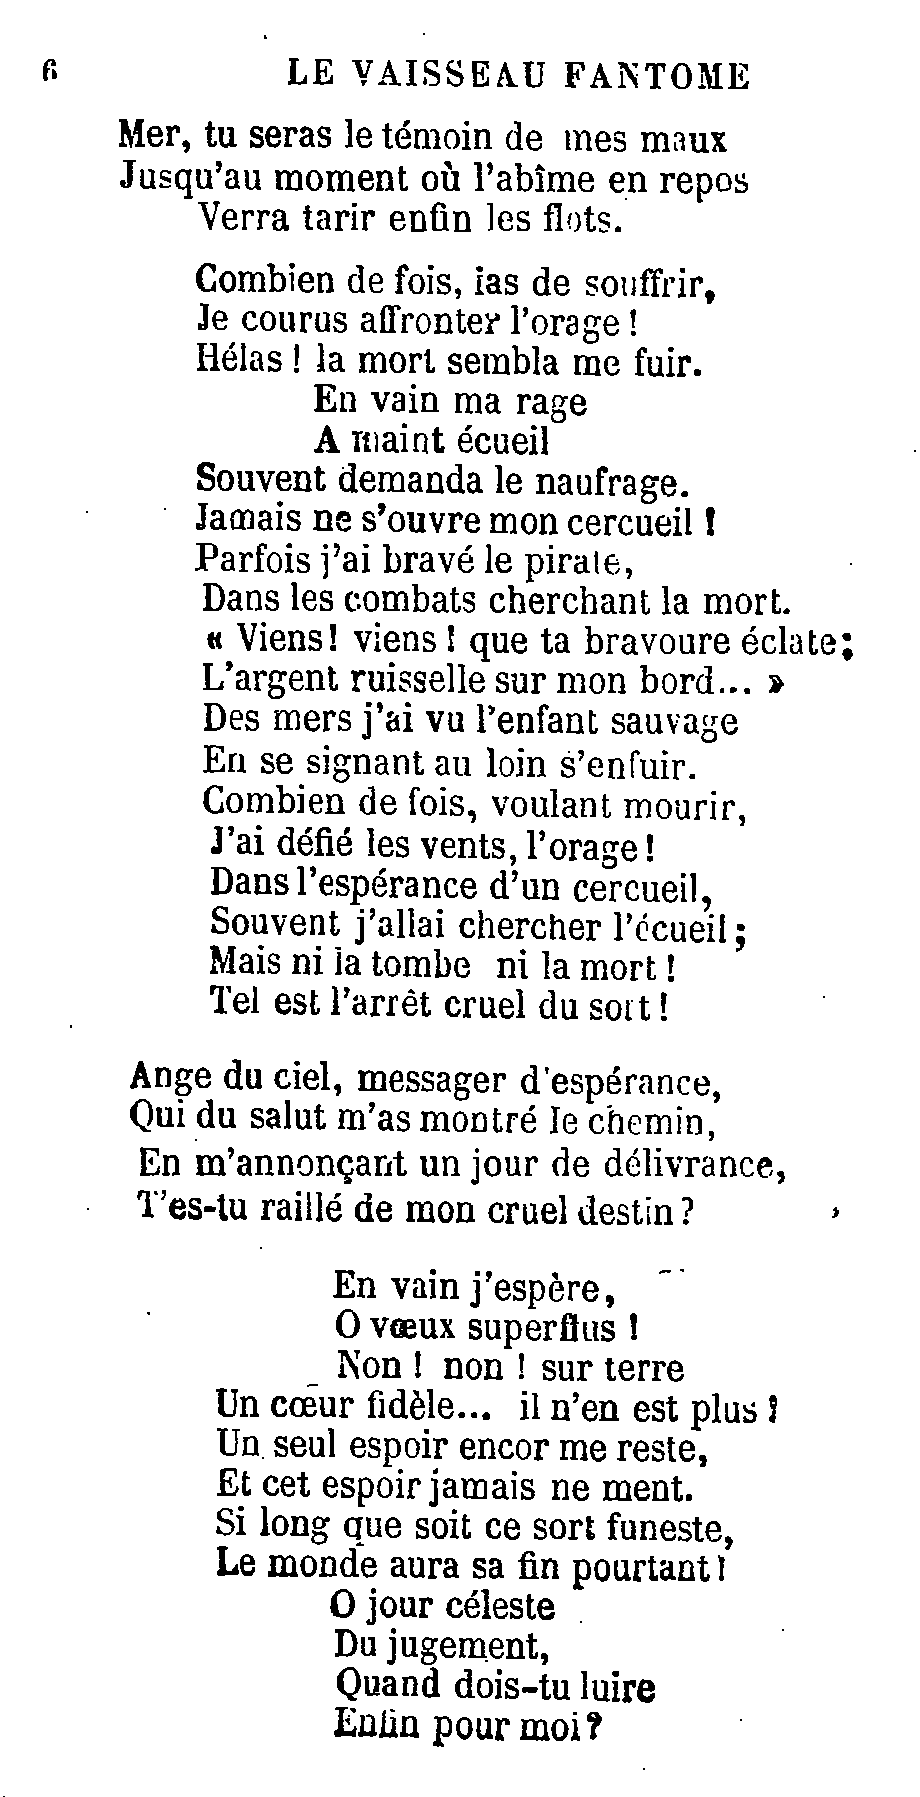 6 LE VAISSEAU FANTOME
Mer, tu seras le témoin de mes maux
Jusqu'au moment où l'abîme en repos
Verra tarir enfin les flots.
Combien de fois, las de souffrir,
Je courus affronter l'orage !
Hélas ! la mort sembla me fuir.
En vain ma rage
A maint écueil
Souvent demanda le naufrage.
Jamais ne s'ouvre mon cercueil !
Parfois j'ai bravé le pirate,
Dans les combats cherchant la mort.
« Viens! viens ! que ta bravoure éclate;
L'argent ruisselle sur mon bord... »
Des mers j'ai vu l'enfant sauvage
En se signant au loin s'enfuir.
Combien de fois, voulant mourir,
J'ai défié les vents, l'orage !
Dans l'espérance d'un cercueil,
Souvent j'allai chercher l'écueil ;
Mais ni la tombe ni la mort !
Tel est l'arrêt cruel du sort !
Ange du ciel, messager d'espérance,
Qui du salut m'as montré le chemin,
En m'annonçant un jour de délivrance,
T'es-tu raillé de mon cruel destin ?
En vain j'espère,
O vœux superflus !
Non ! non ! sur terre
Un cœur fidèle... il n'en est plus !
Un seul espoir encor me reste,
Et cet espoir jamais ne ment.
Si long que soit ce sort funeste,
Le monde aura sa fin pourtant !
O jour céleste
Du jugement,
Quand dois-tu luire
Enfin pour moi ?